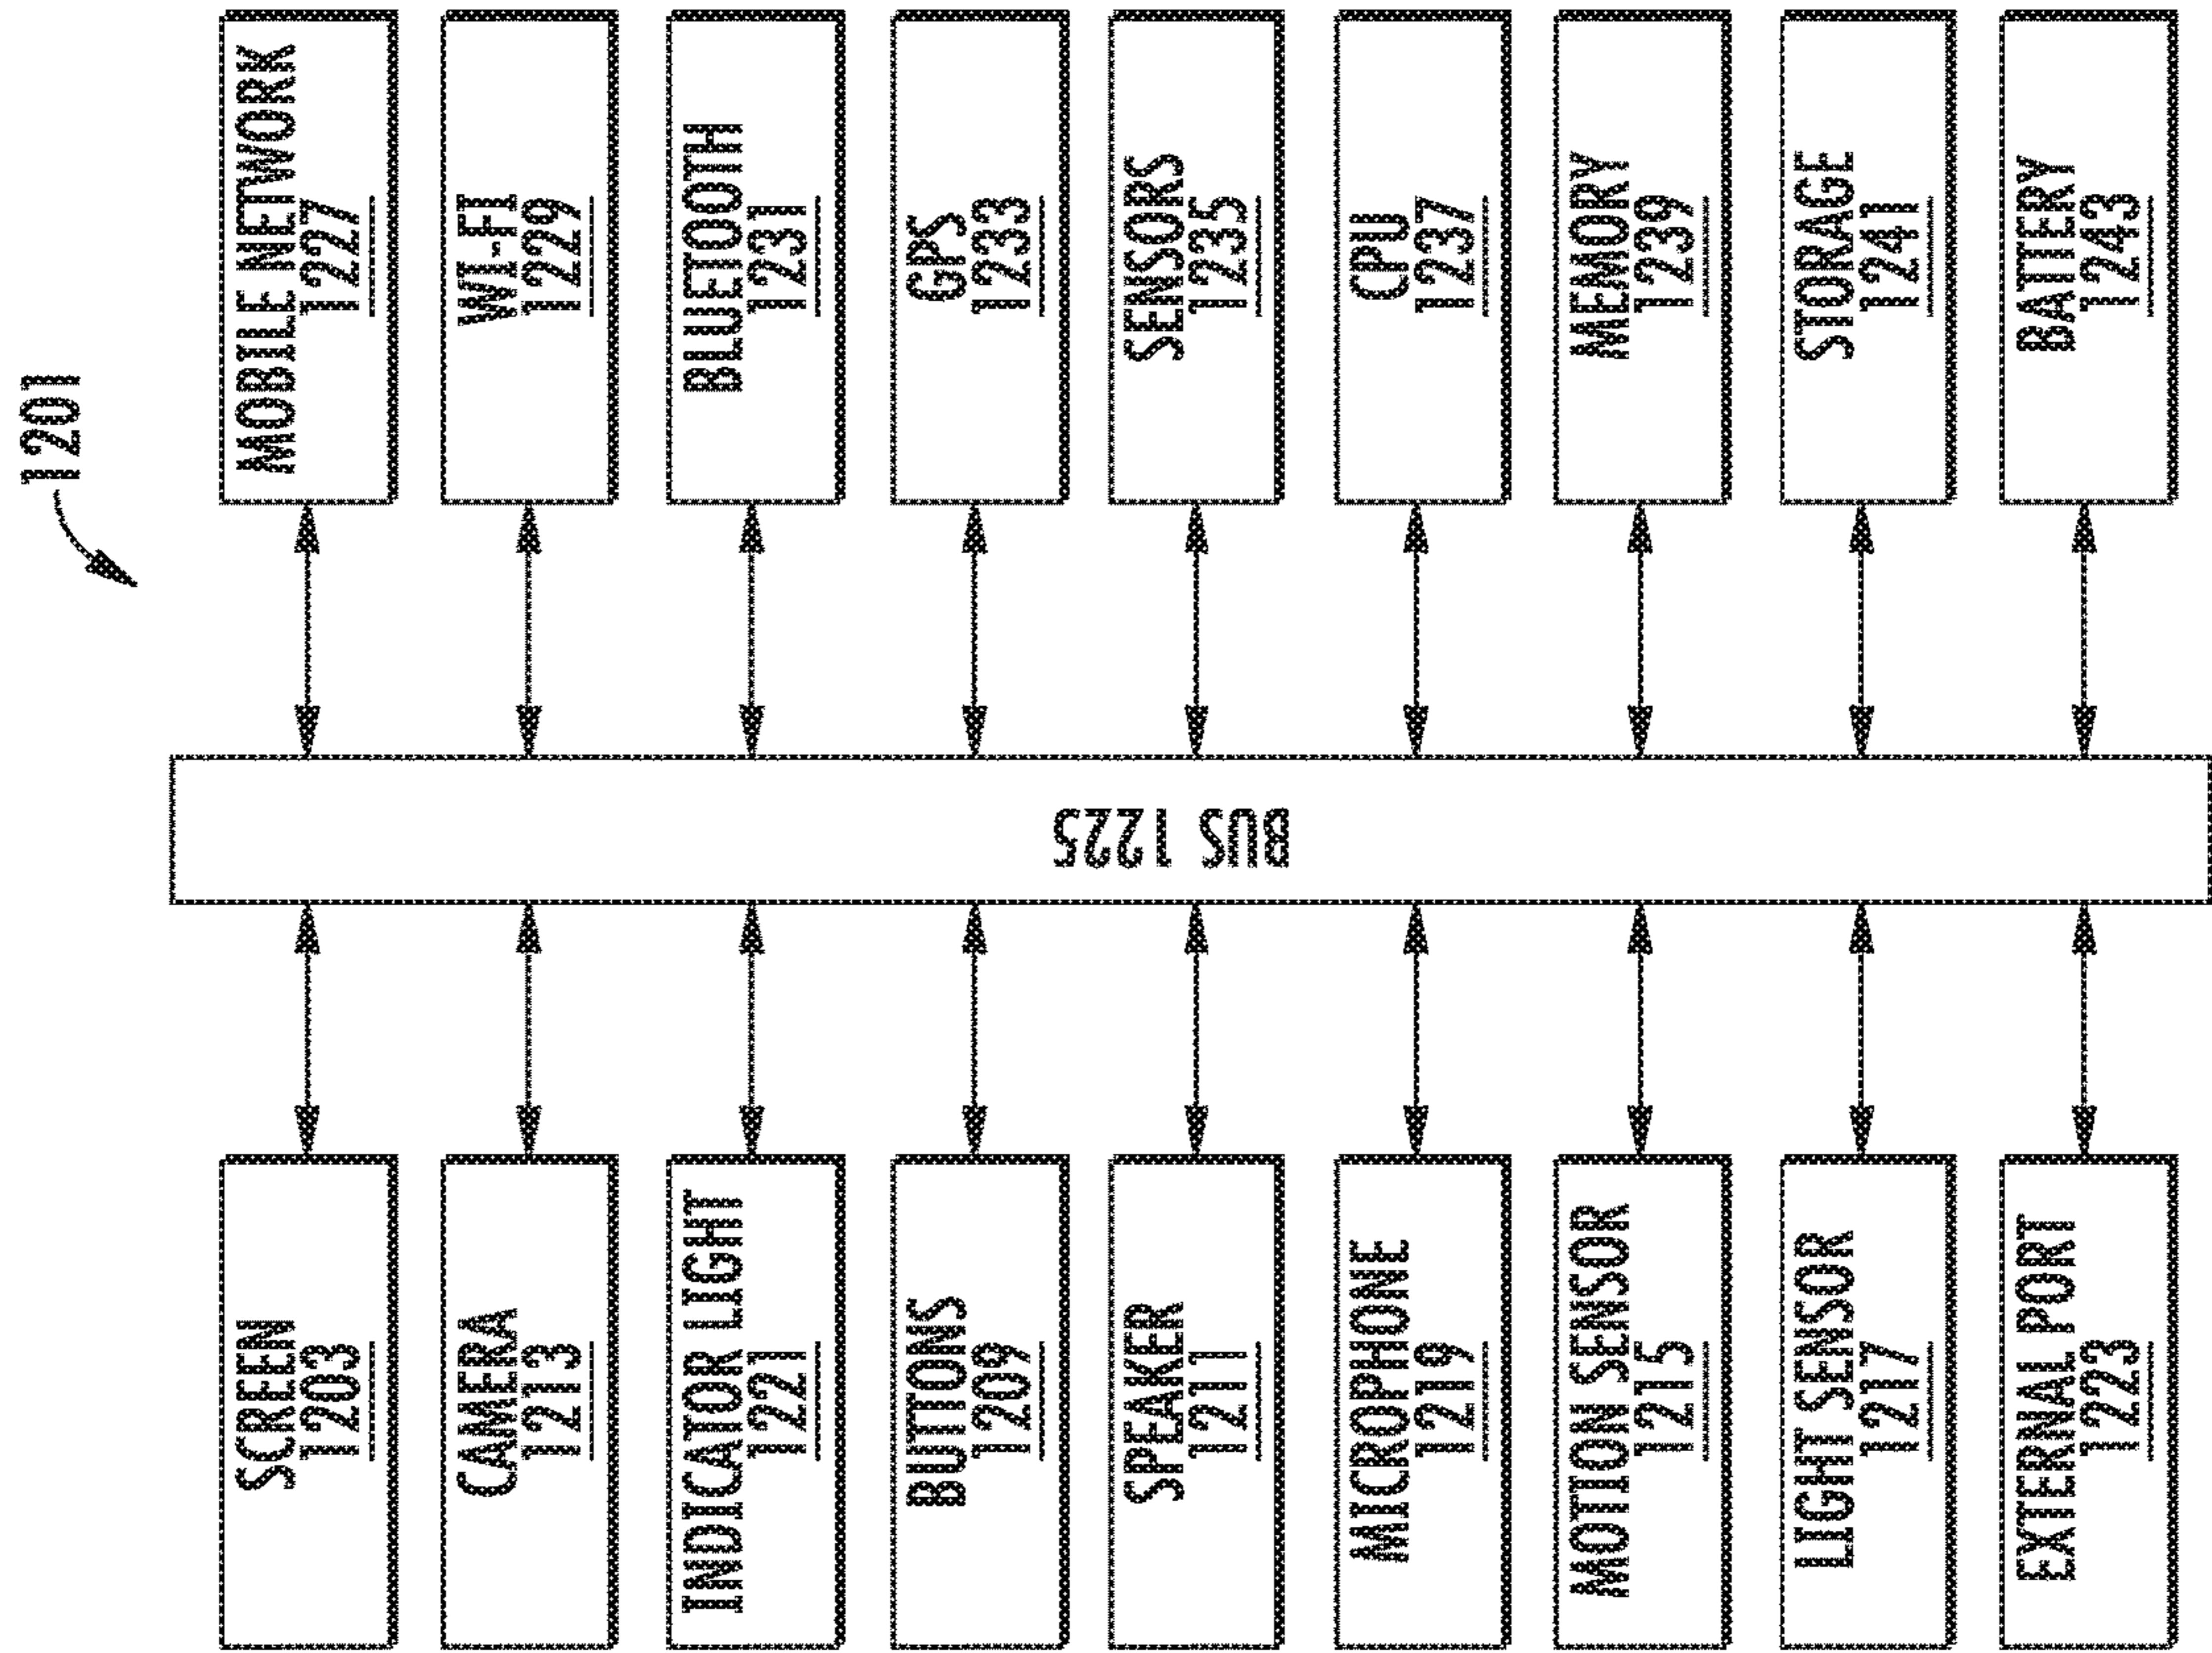 1201
SCREEN
1203
CAMERA
1213
INDICATOR LIGHT
1221
BUTTONS
1209
SPEAKER
1211
MICROPHONE
1219
MOTION SENSOR
1215
LIGHT SENSOR
1217
EXTERNAL PORT
1223
BUS 1225
MOBILE NETWORK
1227
WI-FI
1229
BLUETOOTH
1231
GPS
1233
SENSORS
1235
CPU
1237
MEMORY
1239
STORAGE
1241
BATTERY
1243